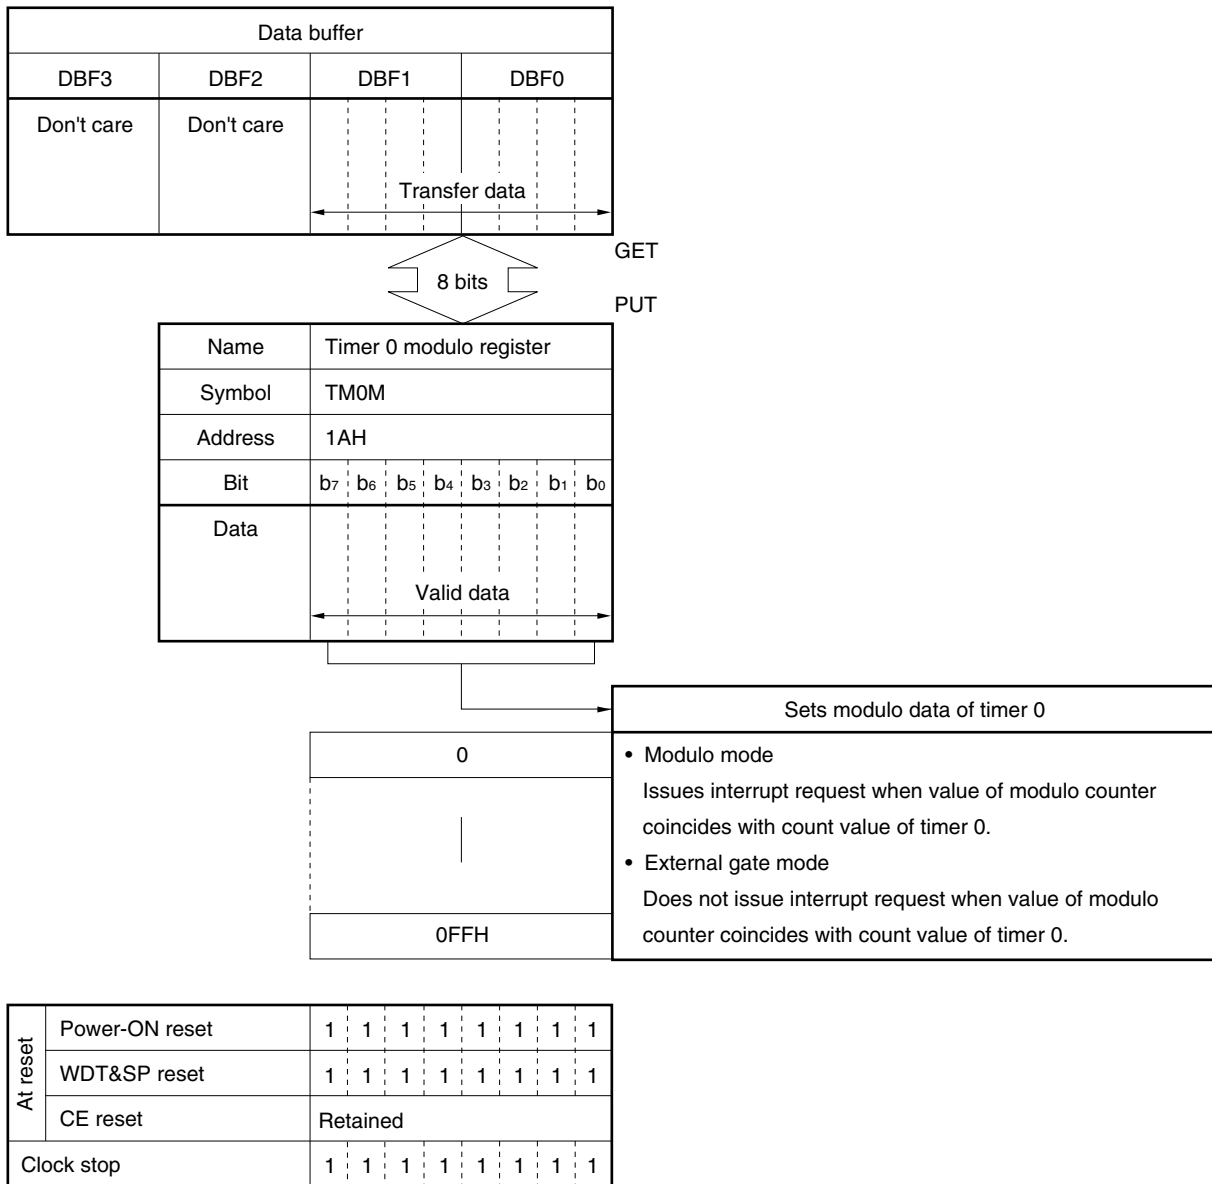 Data buffer
DBF3 DBF2 DBF1 DBF0
Don't care Don't care
Transfer data
GET
8 bits
PUT
Name Timer 0 modulo register
Symbol TM0M
Address 1AH
Bit b7 b6 b5 b4 b3 b2 b1 b0
Data
Valid data
Sets modulo data of timer 0
0
• Modulo mode
Issues interrupt request when value of modulo counter
coincides with count value of timer 0.
• External gate mode
Does not issue interrupt request when value of modulo
counter coincides with count value of timer 0.
0FFH
At reset
Power-ON reset 1 1 1 1 1 1 1 1
WDT&SP reset 1 1 1 1 1 1 1 1
CE reset Retained
Clock stop 1 1 1 1 1 1 1 1